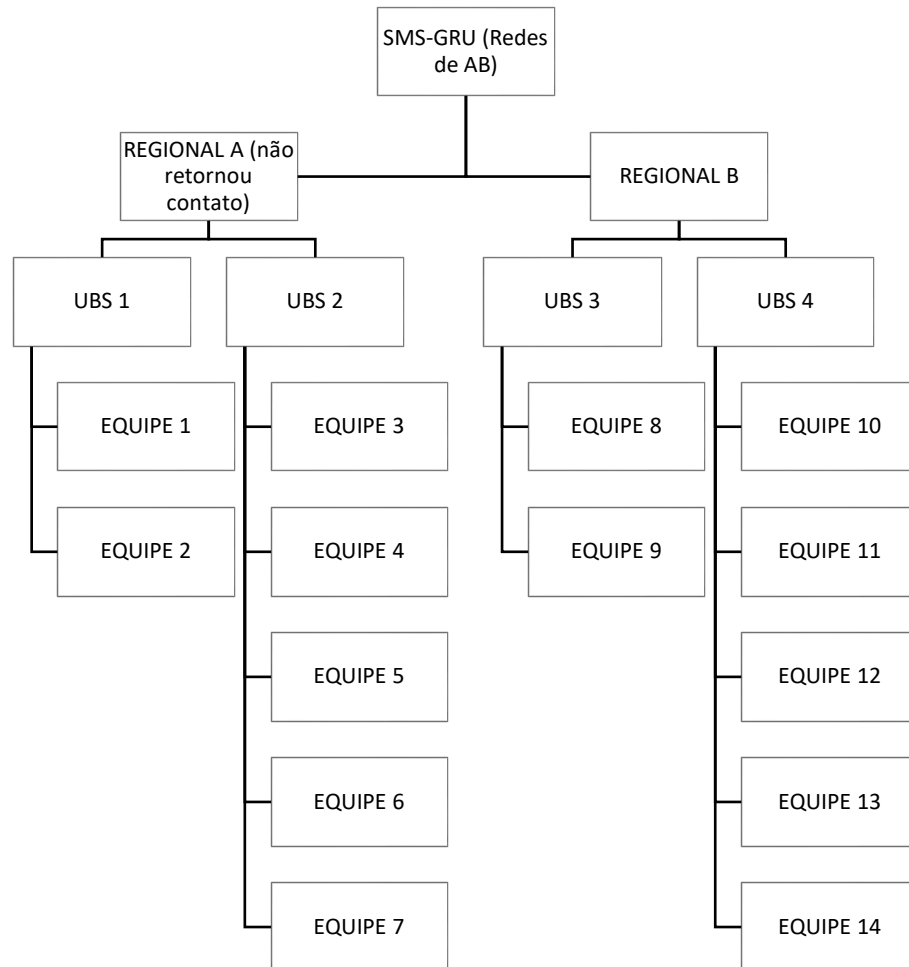 SMS-GRU (Redes
de AB)
REGIONAL A (não
retornou
contato)
REGIONAL B
UBS 1
UBS 2
UBS 3
UBS 4
EQUIPE 1
EQUIPE 3
EQUIPE 8
EQUIPE 10
EQUIPE 2
EQUIPE 4
EQUIPE 9
EQUIPE 11
EQUIPE 5
EQUIPE 12
EQUIPE 6
EQUIPE 13
EQUIPE 7
EQUIPE 14